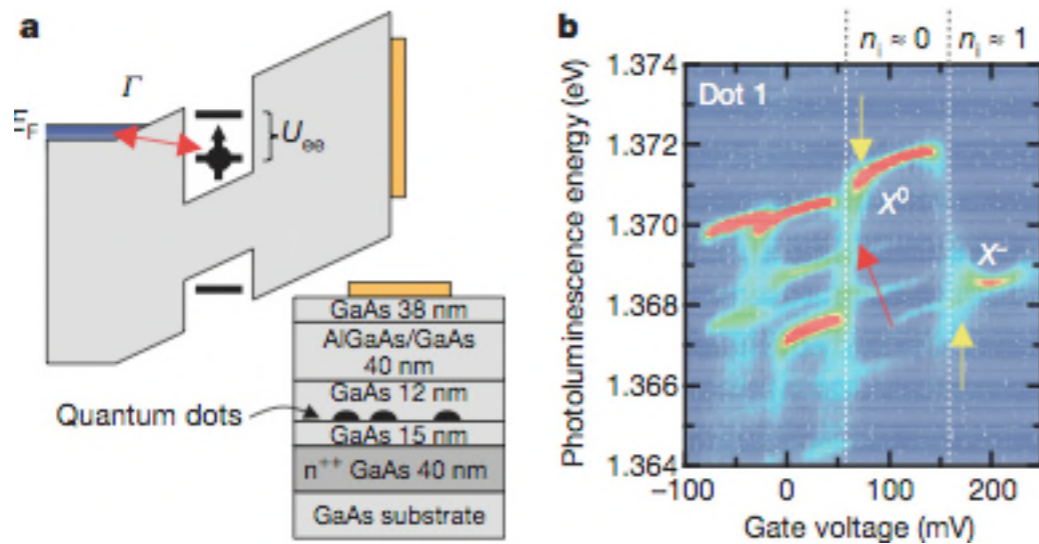 a
Γ
E_F
U_ee
GaAs 38 nm
AlGaAs/GaAs
40 nm
GaAs 12 nm
Quantum dots
GaAs 15 nm
n⁺⁺ GaAs 40 nm
GaAs substrate
b
n_i ≈ 0
n_i ≈ 1
Photoluminescence energy (eV)
1.374
1.372
1.370
1.368
1.366
1.364
Dot 1
X⁰
X⁻
−100
0
100
200
Gate voltage (mV)